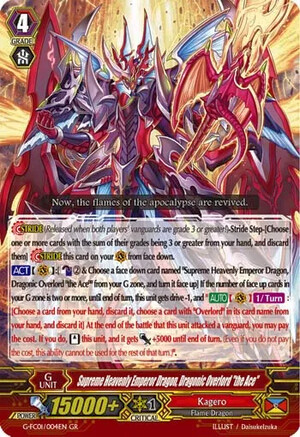 4
GRADE
Now, the flames of the apocalypse are revived.
STRIDE (Released when both players' vanguards are grade 3 or greater!)-Stride Step-[Choose
one or more cards with the sum of their grades being 3 or greater from your hand, and discard
them] STRIDE this card on your from face down.
ACT [ ]: ② & Choose a face down card named "Supreme Heavenly Emperor Dragon,
Dragonic Overlord "the Ace"" from your G zone, and turn it face up] If the number of face up cards in
your G zone is two or more, until end of turn, this unit gets drive -1, and " AUTO [ ] 1/Turn :
[Choose a card from your hand, discard it, choose a card with "Overlord" in its card name from
your hand, and discard it] At the end of the battle that this unit attacked a vanguard, you may pay
the cost. If you do, this unit, and it gets +5000 until end of turn. (Even if you do not pay
this cost, this ability cannot be used for the rest of that turn.)".
G
UNIT
Supreme Heavenly Emperor Dragon, Dragonic Overlord "the Ace"
POWER
15000+
1
CRITICAL
Kagero
Flame Dragon
G-FC01/004EN GR
ILLUST / DaisukeIzuka